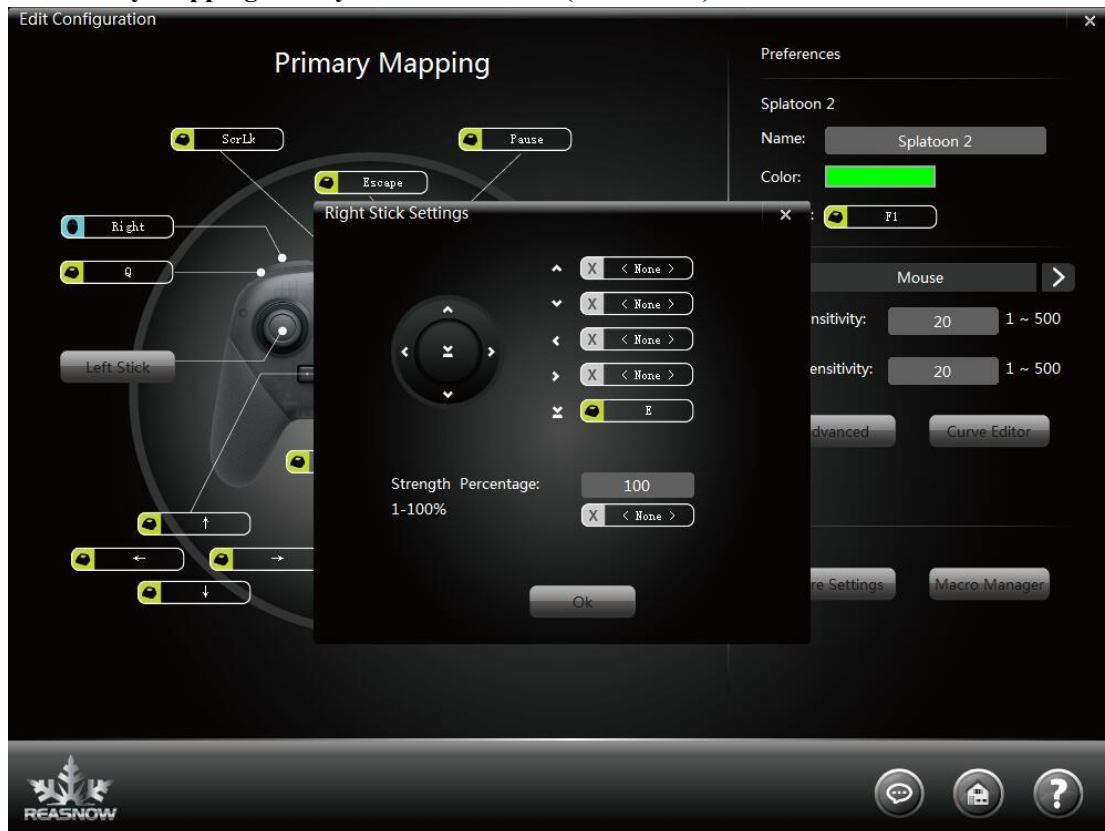 Edit Configuration
Primary Mapping
Preferences
Splatoon 2
Name: Splatoon 2
Color:
: F1
ScrLk
Pause
Escape
Right
Q
Left Stick
↑
← →
↓
Right Stick Settings
X < None >
X < None >
X < None >
X < None >
E
Strength Percentage: 100
1-100%
X < None >
Ok
Mouse
nsitivity: 20 1 ~ 500
ensitivity: 20 1 ~ 500
dvanced Curve Editor
re Settings Macro Manager
REASNOW
?